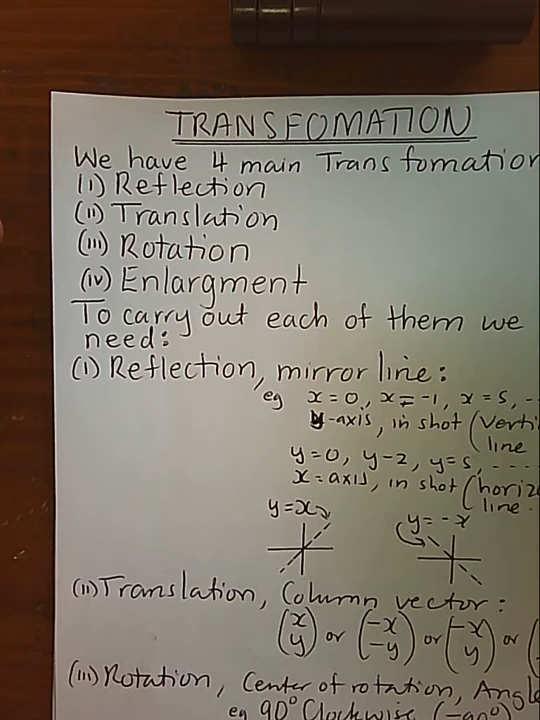 TRANSFOMATION
We have 4 main Transfomation
(i) Reflection
(ii) Translation
(iii) Rotation
(iv) Enlargment
To carry out each of them we
need:
(i) Reflection, mirror line:
eg x=0, x=-1, x=5, --
y-axis, in shot (verti
line
y=0, y-2, y=5, ----
x=axis, in shot (horiz
line.
y=x y=-x
(ii) Translation, Column vector:
(x y) or (-x -y) or (-x y) or (
(iii) Rotation, Center of rotation, Angle
eg 90° Clockwise (-90°)